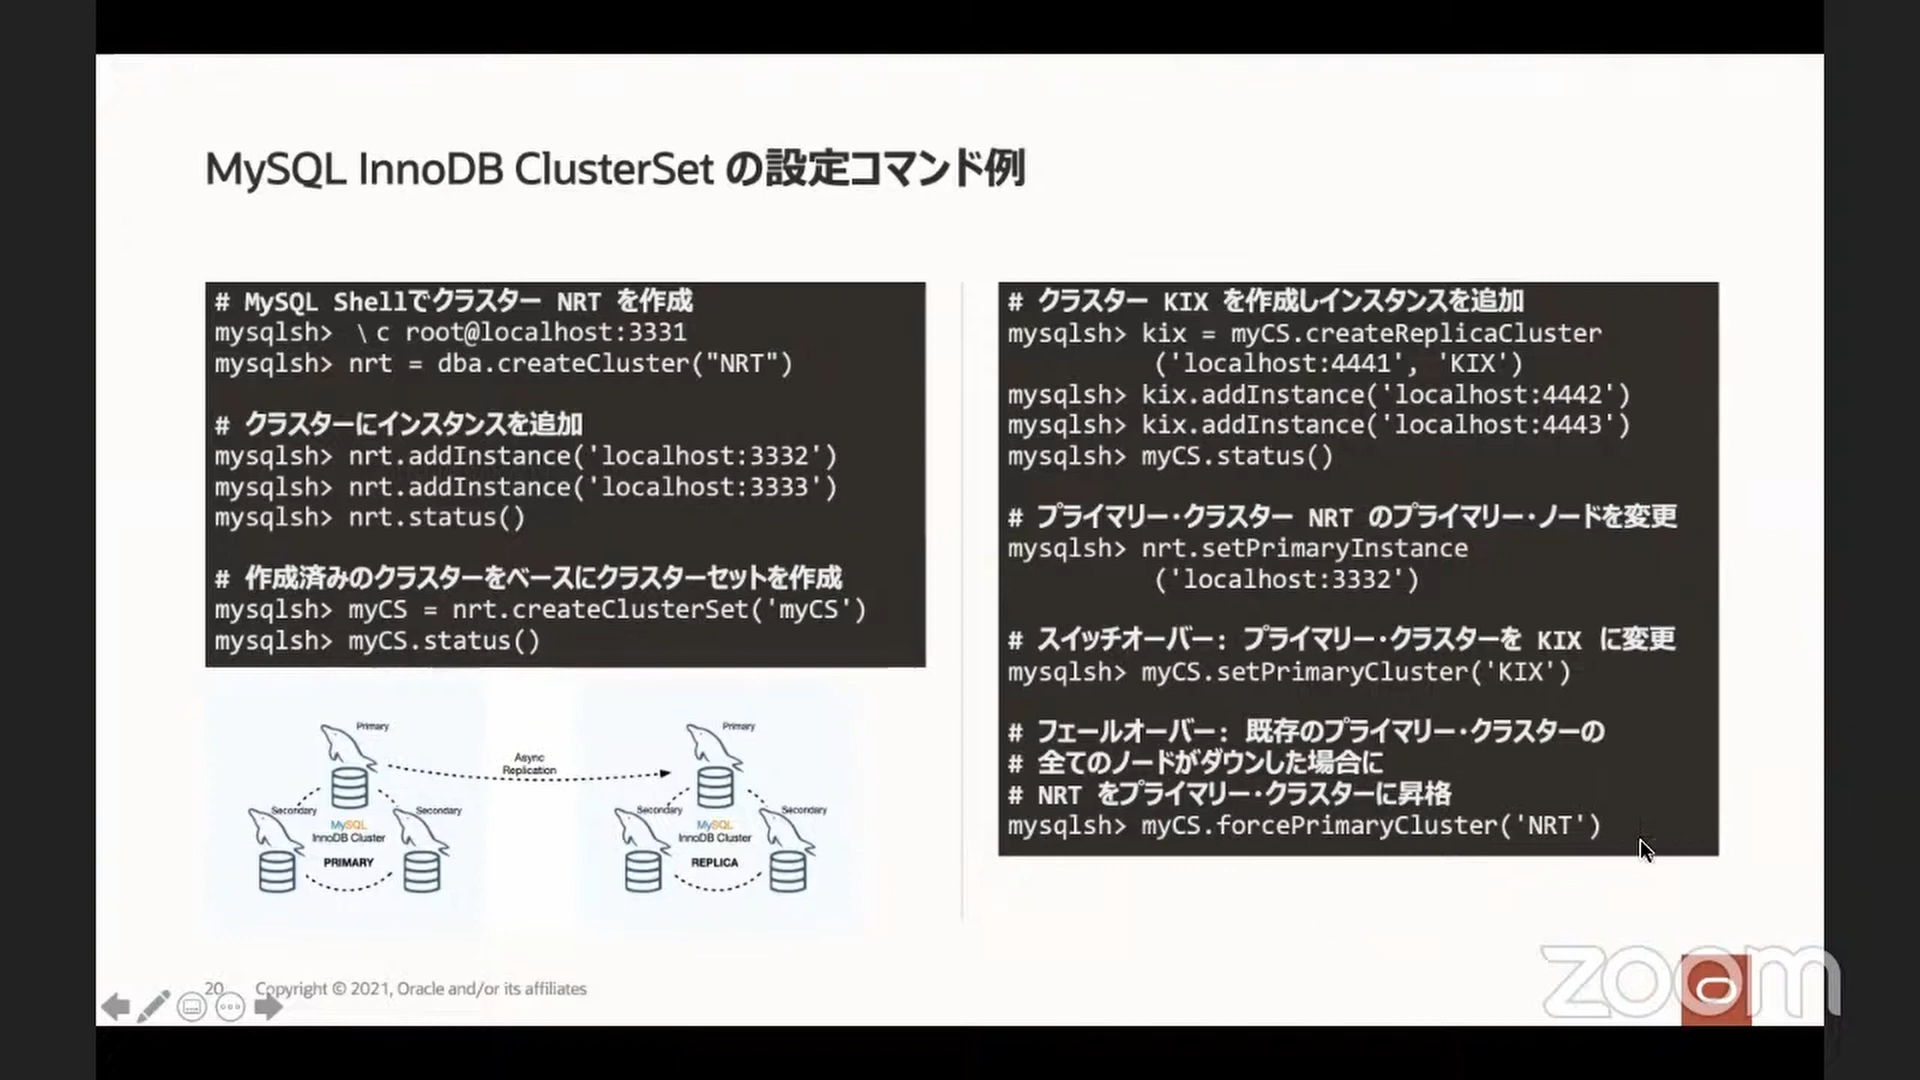 MySQL InnoDB ClusterSet の設定コマンド例
# MySQL Shellでクラスター NRT を作成
mysqlsh> \c root@localhost:3331
mysqlsh> nrt = dba.createCluster("NRT")
# クラスターにインスタンスを追加
mysqlsh> nrt.addInstance('localhost:3332')
mysqlsh> nrt.addInstance('localhost:3333')
mysqlsh> nrt.status()
# 作成済みのクラスターをベースにクラスターセットを作成
mysqlsh> myCS = nrt.createClusterSet('myCS')
mysqlsh> myCS.status()
Primary
Secondary
Secondary
MySQL
InnoDB Cluster
PRIMARY
Async
Replication
Primary
Secondary
Secondary
MySQL
InnoDB Cluster
REPLICA
# クラスター KIX を作成しインスタンスを追加
mysqlsh> kix = myCS.createReplicaCluster
('localhost:4441', 'KIX')
mysqlsh> kix.addInstance('localhost:4442')
mysqlsh> kix.addInstance('localhost:4443')
mysqlsh> myCS.status()
# プライマリー・クラスター NRT のプライマリー・ノードを変更
mysqlsh> nrt.setPrimaryInstance
('localhost:3332')
# スイッチオーバー: プライマリー・クラスターを KIX に変更
mysqlsh> myCS.setPrimaryCluster('KIX')
# フェールオーバー: 既存のプライマリー・クラスターの
# 全てのノードがダウンした場合に
# NRT をプライマリー・クラスターに昇格
mysqlsh> myCS.forcePrimaryCluster('NRT')
20 Copyright © 2021, Oracle and/or its affiliates
zoom